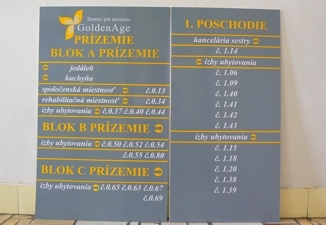 Domov pre seniorov
GoldenAge
PRÍZEMIE
BLOK A PRÍZEMIE
jedáleň
kuchyňa
spoločenská miestnosť č.0.13
rehabilitačná miestnosť č.0.34
izby ubytovania č.0.37 č.0.40 č.0.44
BLOK B PRÍZEMIE
izby ubytovania č.0.50 č.0.52 č.0.54
č.0.55 č.0.80
BLOK C PRÍZEMIE
izby ubytovania č.0.65 č.0.63 č.0.67
č.0.69
1. POSCHODIE
kancelária sestry
č. 1.14
izby ubytovania
č. 1.06
č. 1.09
č. 1.40
č. 1.41
č. 1.42
č. 1.43
izby ubytovania
č. 1.15
č. 1.18
č. 1.20
č. 1.38
č. 1.39